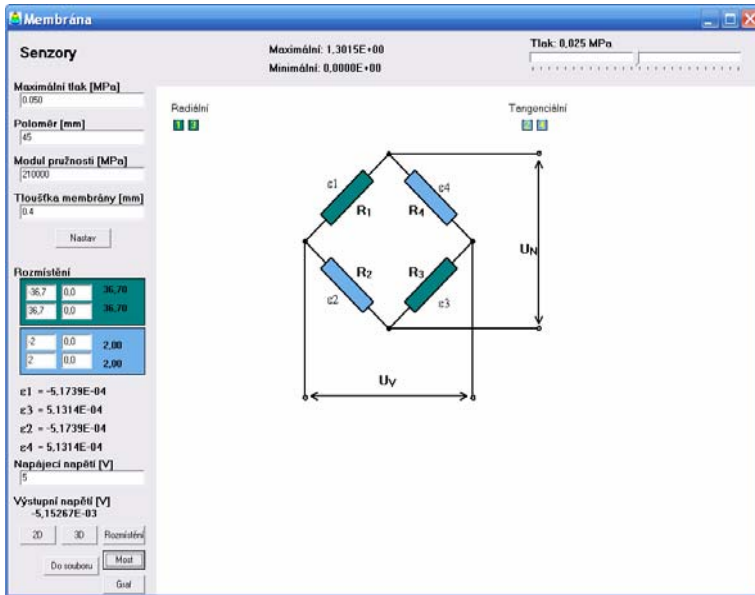 Membrána
Senzory
Maximální: 1,3015E+00
Minimální: 0,0000E+00
Tlak: 0,025 MPa
Maximální tlak [MPa]
0.050
Poloměr [mm]
45
Modul pružnosti [MPa]
210000
Tloušťka membrány [mm]
0.4
Nastav
Rozmístění
-36,7 0,0 36,70
36,7 0,0 36,70
-2 0,0 2,00
2 0,0 2,00
ε1 = -5,1739E-04
ε3 = 5,1314E-04
ε2 = -5,1739E-04
ε4 = 5,1314E-04
Napájecí napětí [V]
5
Výstupní napětí [V]
-5,15267E-03
2D 3D Rozmístění
Do souboru Most
Graf
Radiální
1 3
Tangenciální
2 4
ε1 R1 R4 ε4
R2 R3
ε2 ε3
UN
UV